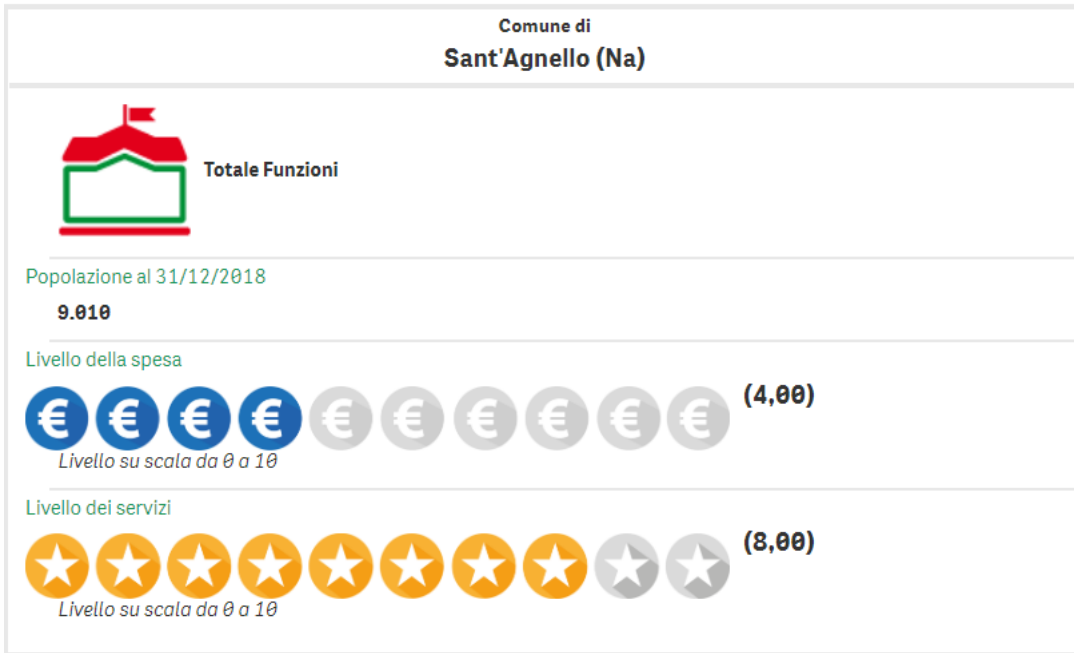 Comune di
Sant'Agnello (Na)
Totale Funzioni
Popolazione al 31/12/2018
9.010
Livello della spesa
€ € € € € € € € € € (4,00)
Livello su scala da 0 a 10
Livello dei servizi
(8,00)
Livello su scala da 0 a 10